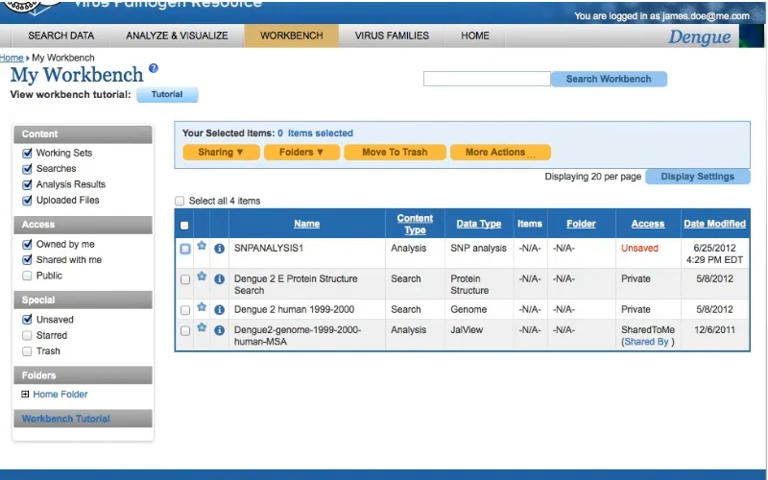 Virus Pathogen Resource
You are logged in as james.doe@me.com
SEARCH DATA ANALYZE & VISUALIZE WORKBENCH VIRUS FAMILIES HOME Dengue
Home ▸ My Workbench
My Workbench ?
View workbench tutorial: Tutorial
Search Workbench
Content
Working Sets
Searches
Analysis Results
Uploaded Files
Access
Owned by me
Shared with me
Public
Special
Unsaved
Starred
Trash
Folders
Home Folder
Workbench Tutorial
Your Selected Items: 0 items selected
Sharing ▼ Folders ▼ Move To Trash More Actions ...
Displaying 20 per page Display Settings
Select all 4 items
Name Content Type Data Type Items Folder Access Date Modified
SNPANALYSIS1 Analysis SNP analysis -N/A- -N/A- Unsaved 6/25/2012
4:29 PM EDT
Dengue 2 E Protein Structure Search Protein -N/A- -N/A- Private 5/8/2012
Search Structure
Dengue 2 human 1999-2000 Search Genome -N/A- -N/A- Private 5/8/2012
Dengue2-genome-1999-2000- Analysis JalView -N/A- -N/A- SharedToMe 12/6/2011
human-MSA (Shared By )